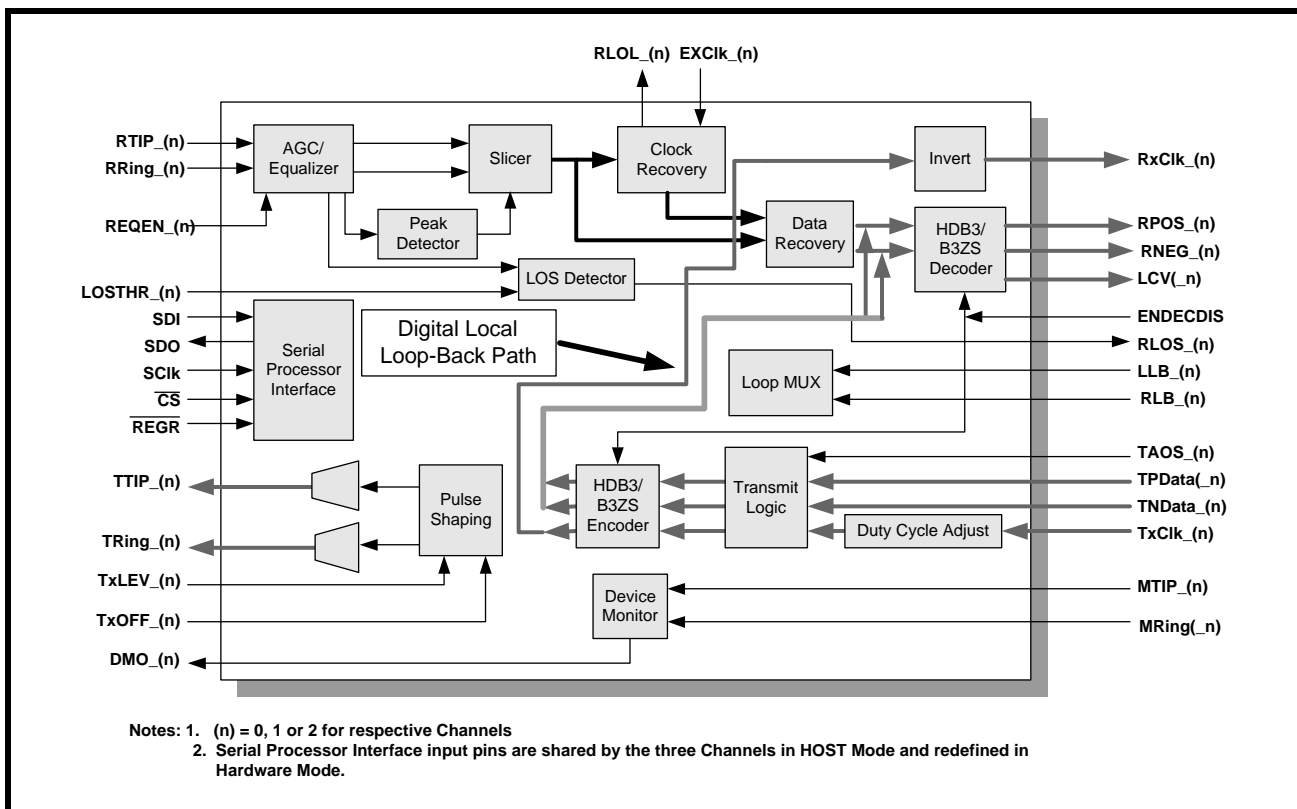 RLOL_(n) EXClk_(n)
RTIP_(n)
RRing_(n)
REQEN_(n)
LOSTHR_(n)
SDI
SDO
SClk
CS
REGR
TTIP_(n)
TRing_(n)
TxLEV_(n)
TxOFF_(n)
DMO_(n)
AGC/
Equalizer
Slicer
Clock
Recovery
Invert
Peak
Detector
Data
Recovery
HDB3/
B3ZS
Decoder
LOS Detector
Serial
Processor
Interface
Digital Local
Loop-Back Path
Loop MUX
Pulse
Shaping
HDB3/
B3ZS
Encoder
Transmit
Logic
Duty Cycle Adjust
Device
Monitor
RxClk_(n)
RPOS_(n)
RNEG_(n)
LCV(_n)
ENDECDIS
RLOS_(n)
LLB_(n)
RLB_(n)
TAOS_(n)
TPData(_n)
TNData_(n)
TxClk_(n)
MTIP_(n)
MRing(_n)
Notes: 1. (n) = 0, 1 or 2 for respective Channels
2. Serial Processor Interface input pins are shared by the three Channels in HOST Mode and redefined in
Hardware Mode.